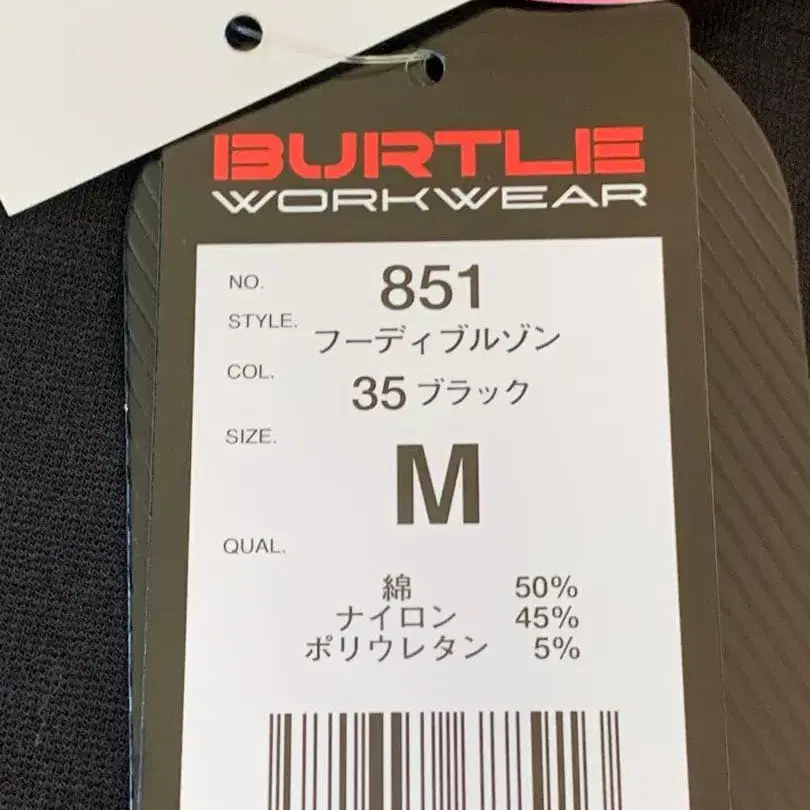 BURTLE
WORKWEAR
NO. 851
STYLE. フーディブルゾン
COL. 35 ブラック
SIZE. M
QUAL.
綿 50%
ナイロン 45%
ポリウレタン 5%